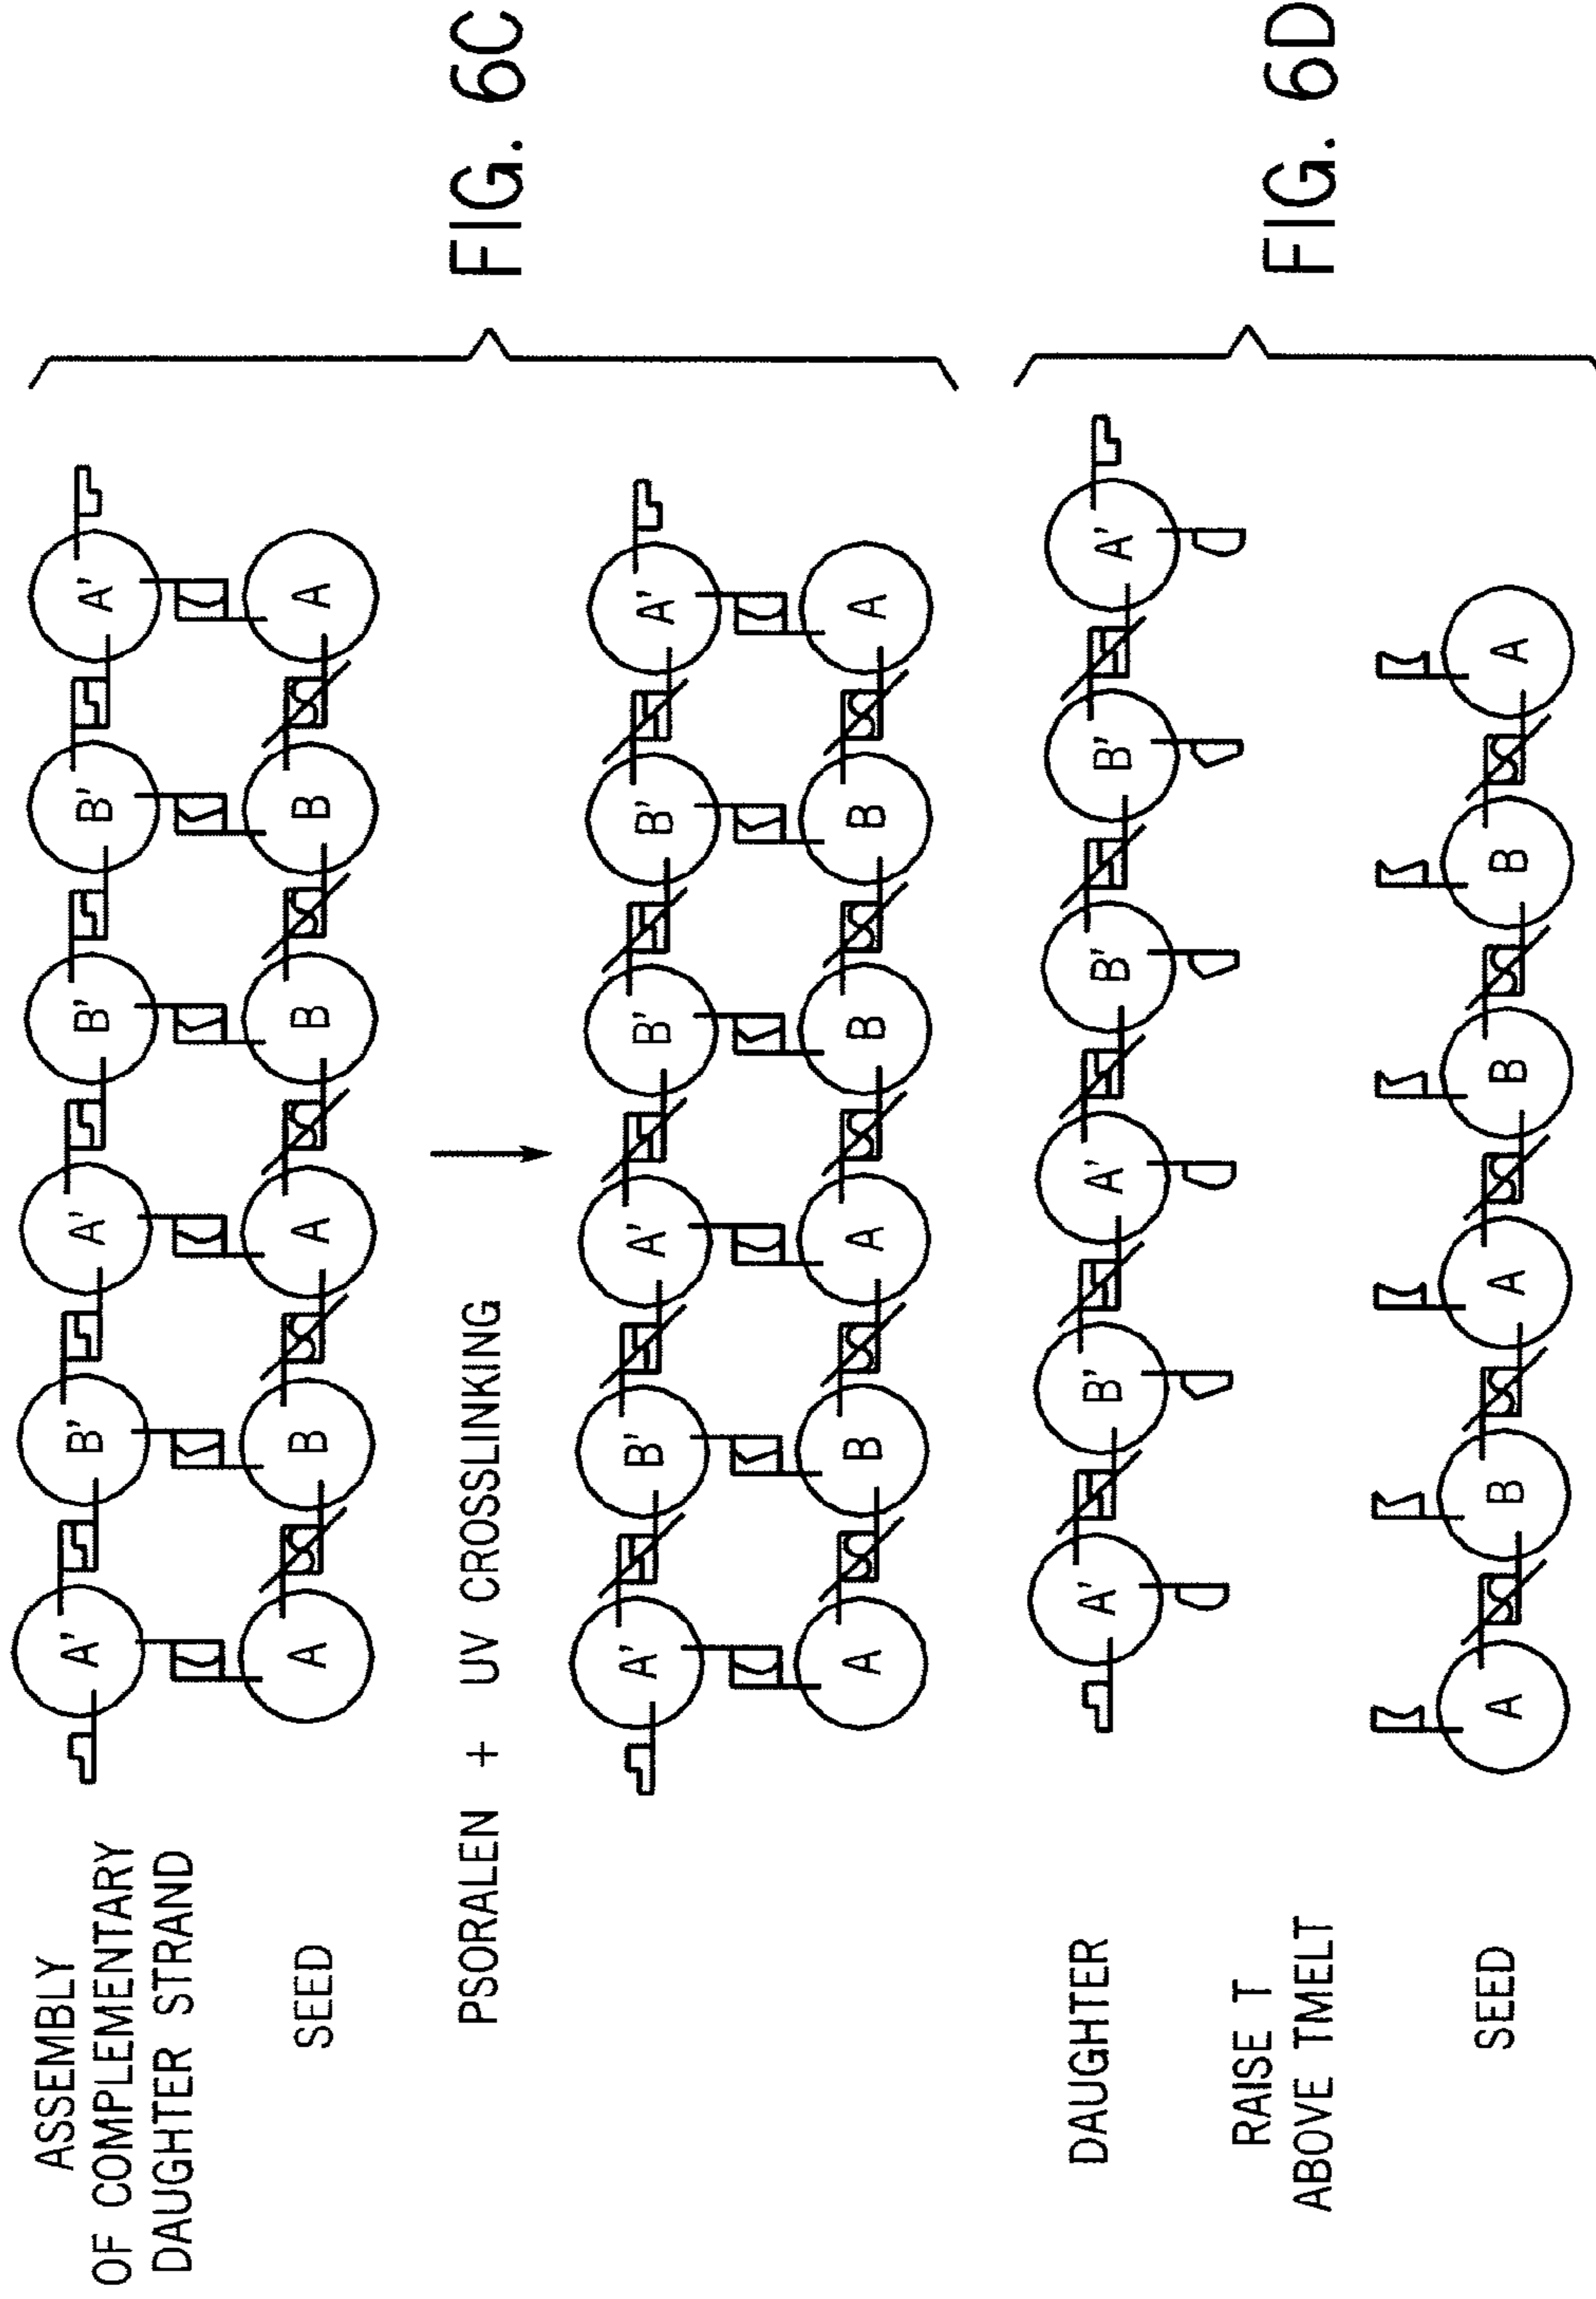 ASSEMBLY
OF COMPLEMENTARY
DAUGHTER STRAND
A' B' A' B' B' A'
SEED
A B A B B A
PSORALEN + UV CROSSLINKING
A' B' A' B' B' A'
A B A B B A
FIG. 6C
DAUGHTER
A' B' A' B' B' A'
RAISE T
ABOVE TMELT
SEED
A B A B B A
FIG. 6D